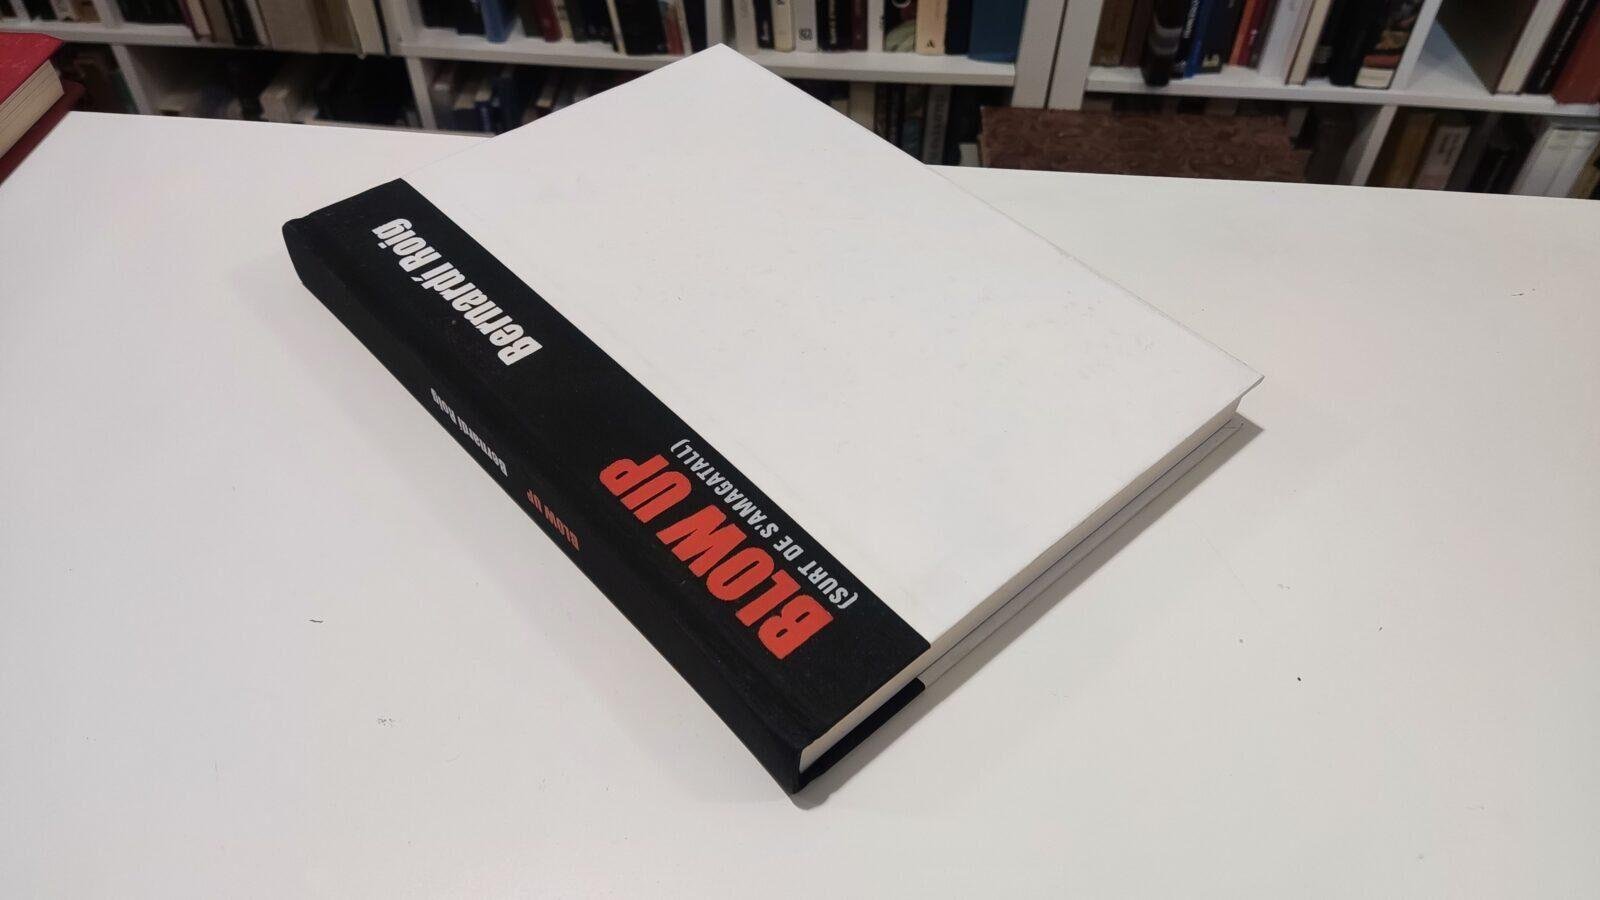 Bernardí Roig
BLOW UP
(SURT DE S'AMAGATALL)
Bernardí Roig
BLOW UP